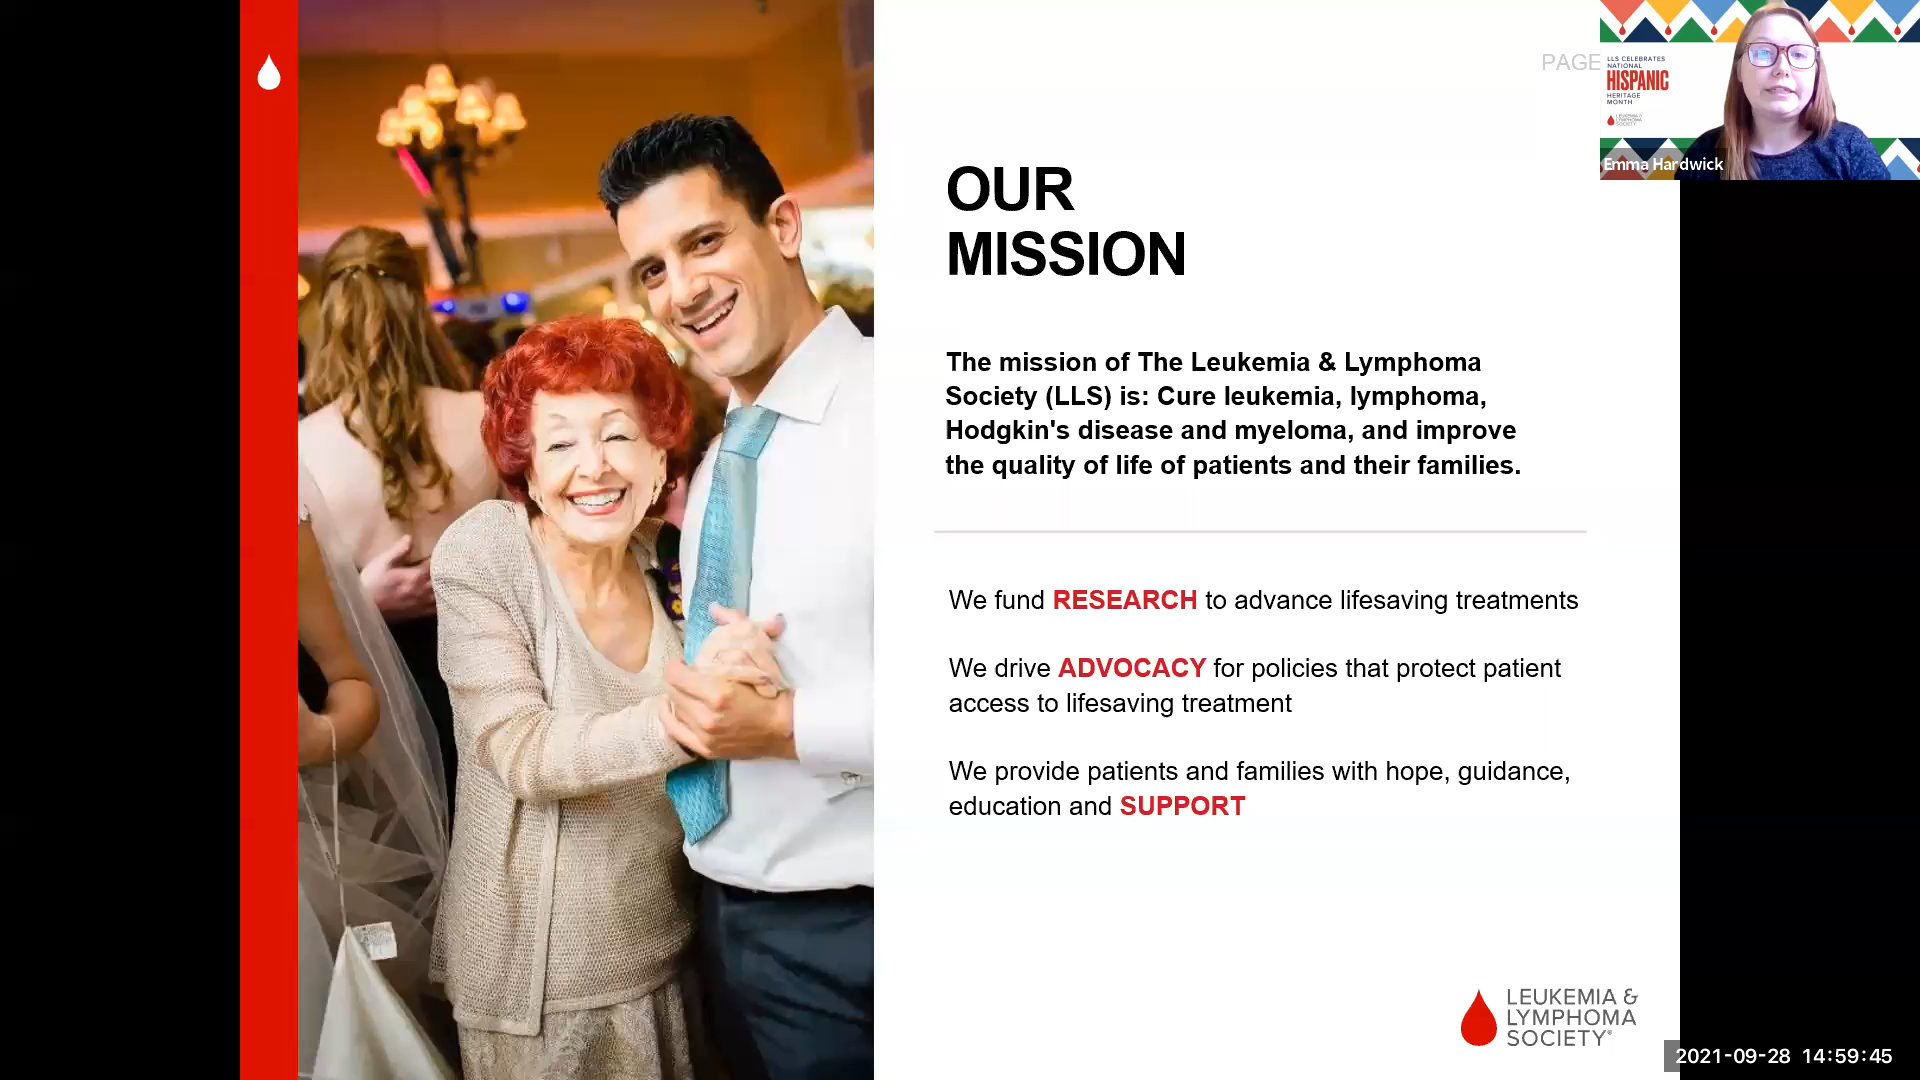 PAGE
LLS CELEBRATES
NATIONAL
HISPANIC
HERITAGE
MONTH
LEUKEMIA &
LYMPHOMA
SOCIETY
Emma Hardwick
OUR
MISSION
The mission of The Leukemia & Lymphoma
Society (LLS) is: Cure leukemia, lymphoma,
Hodgkin's disease and myeloma, and improve
the quality of life of patients and their families.
We fund RESEARCH to advance lifesaving treatments
We drive ADVOCACY for policies that protect patient
access to lifesaving treatment
We provide patients and families with hope, guidance,
education and SUPPORT
LEUKEMIA &
LYMPHOMA
SOCIETY®
2021-09-28 14:59:45